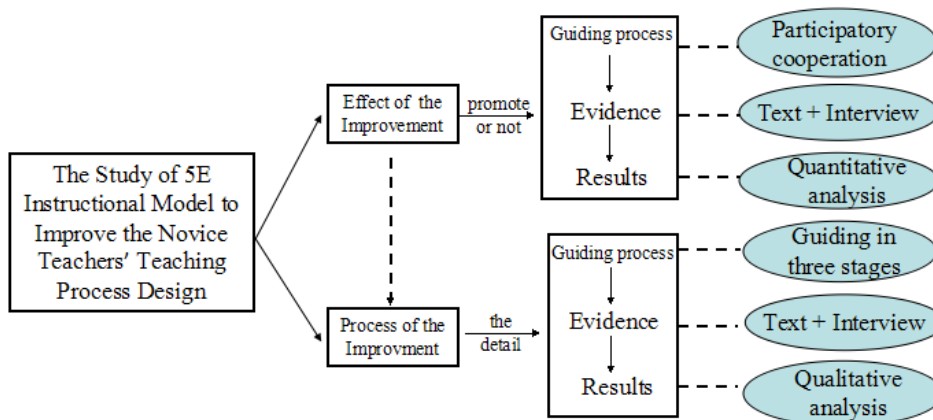 The Study of 5E
Instructional Model to
Improve the Novice
Teachers' Teaching
Process Design
Effect of the
Improvement
promote
or not
Guiding process
Evidence
Results
Participatory
cooperation
Text + Interview
Quantitative
analysis
Process of the
Improvment
the
detail
Guiding process
Evidence
Results
Guiding in
three stages
Text + Interview
Qualitative
analysis